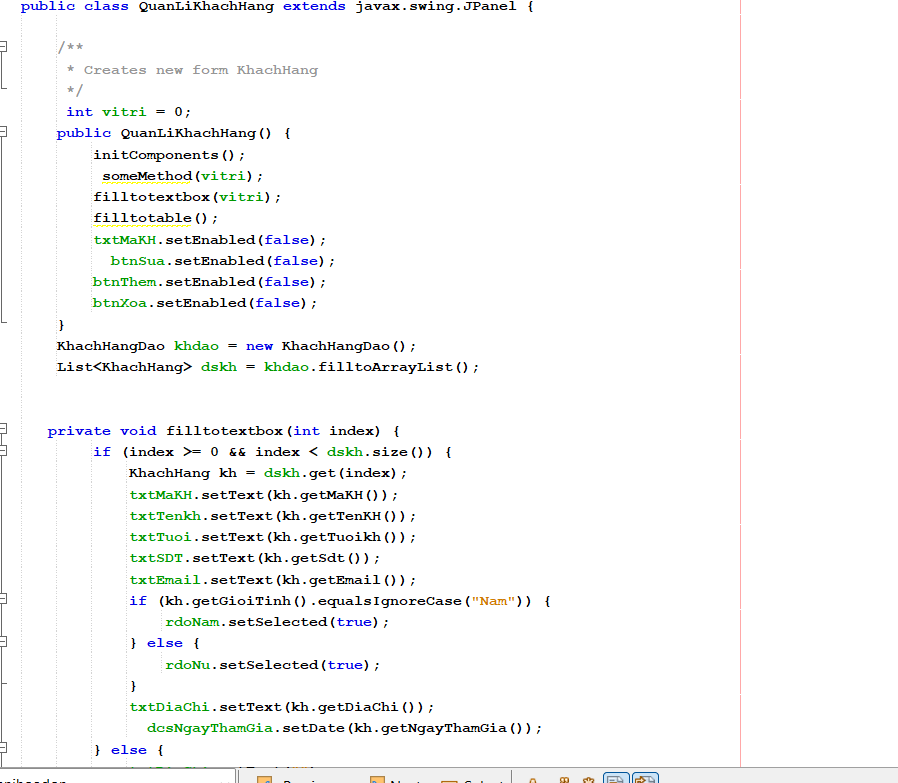 public class QuanLiKhachHang extends javax.swing.JPanel {
/**
* Creates new form KhachHang
*/
int vitri = 0;
public QuanLiKhachHang() {
initComponents();
someMethod(vitri);
filltotextbox(vitri);
filltotable();
txtMaKH.setEnabled(false);
btnSua.setEnabled(false);
btnThem.setEnabled(false);
btnXoa.setEnabled(false);
}
KhachHangDao khdao = new KhachHangDao();
List<KhachHang> dskh = khdao.filltoArrayList();
private void filltotextbox(int index) {
if (index >= 0 && index < dskh.size()) {
KhachHang kh = dskh.get(index);
txtMaKH.setText(kh.getMaKH());
txtTenkh.setText(kh.getTenKH());
txtTuoi.setText(kh.getTuoikh());
txtSDT.setText(kh.getSdt());
txtEmail.setText(kh.getEmail());
if (kh.getGioiTinh().equalsIgnoreCase("Nam")) {
rdoNam.setSelected(true);
} else {
rdoNu.setSelected(true);
}
txtDiaChi.setText(kh.getDiaChi());
dcsNgayThamGia.setDate(kh.getNgayThamGia());
} else {